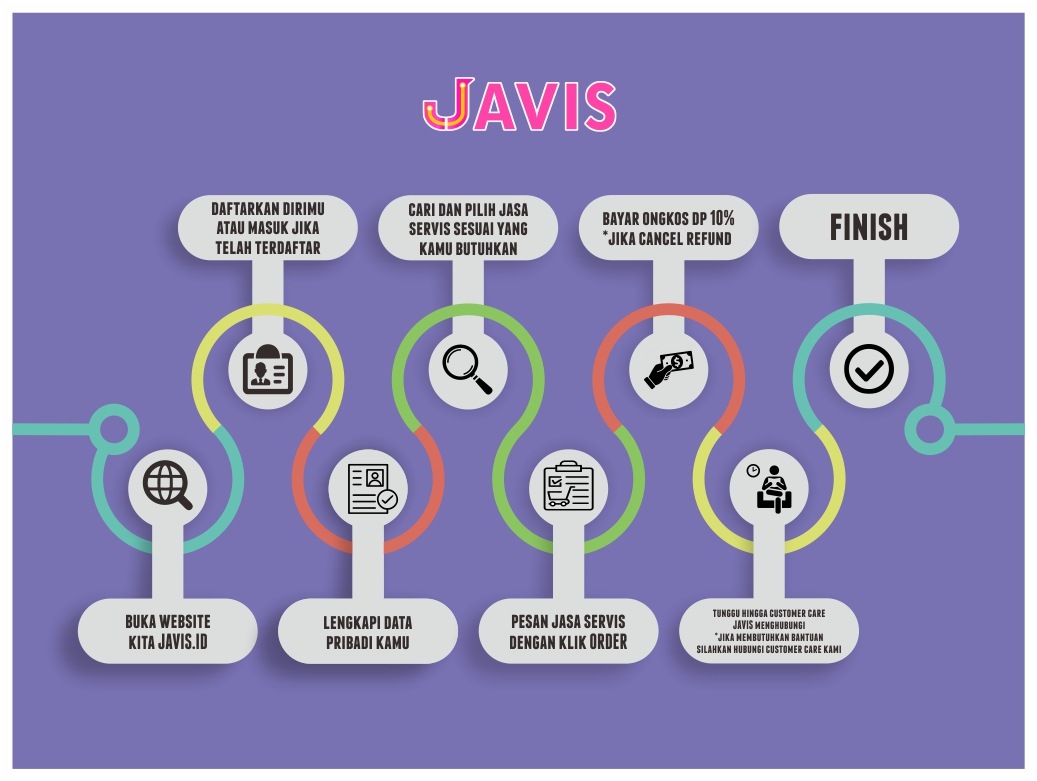 JAVIS
BUKA WEBSITE
KITA JAVIS.ID
DAFTARKAN DIRIMU
ATAU MASUK JIKA
TELAH TERDAFTAR
LENGKAPI DATA
PRIBADI KAMU
CARI DAN PILIH JASA
SERVIS SESUAI YANG
KAMU BUTUHKAN
PESAN JASA SERVIS
DENGAN KLIK ORDER
BAYAR ONGKOS DP 10%
*JIKA CANCEL REFUND
TUNGGU HINGGA CUSTOMER CARE
JAVIS MENGHUBUNGI
*JIKA MEMBUTUHKAN BANTUAN
SILAHKAN HUBUNGI CUSTOMER CARE KAMI
FINISH